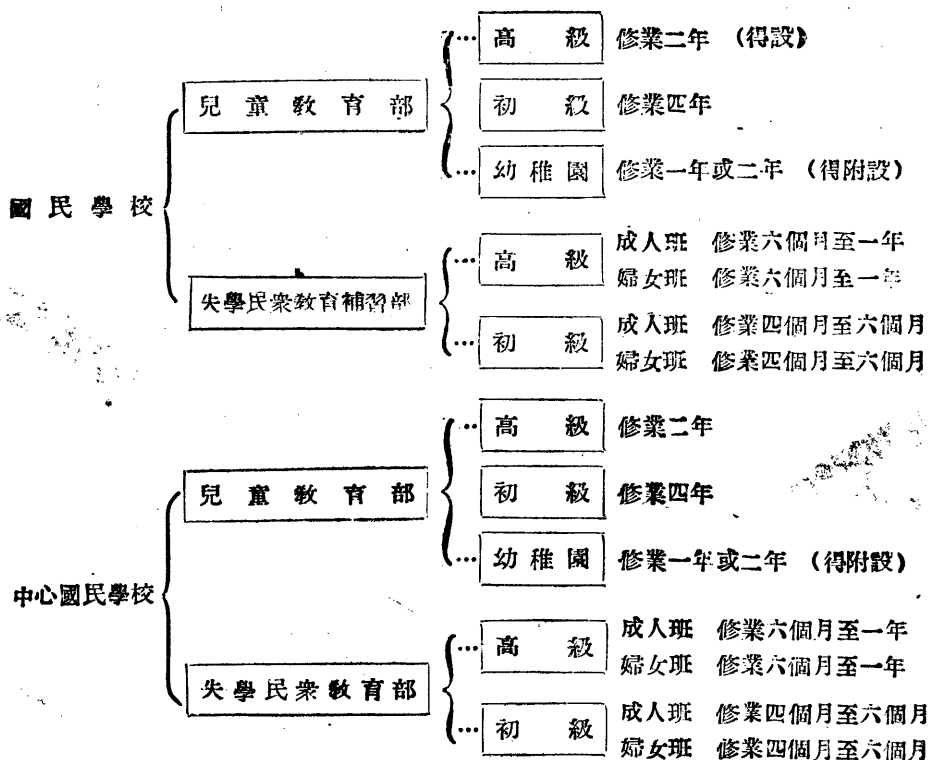 國民學校
兒童教育部
高級 修業二年 (得設)
初級 修業四年
幼稚園 修業一年或二年 (得附設)
失學民衆教育補習部
高級
成人班 修業六個月至一年
婦女班 修業六個月至一年
初級
成人班 修業四個月至六個月
婦女班 修業四個月至六個月
中心國民學校
兒童教育部
高級 修業二年
初級 修業四年
幼稚園 修業一年或二年 (得附設)
失學民衆教育部
高級
成人班 修業六個月至一年
婦女班 修業六個月至一年
初級
成人班 修業四個月至六個月
婦女班 修業四個月至六個月